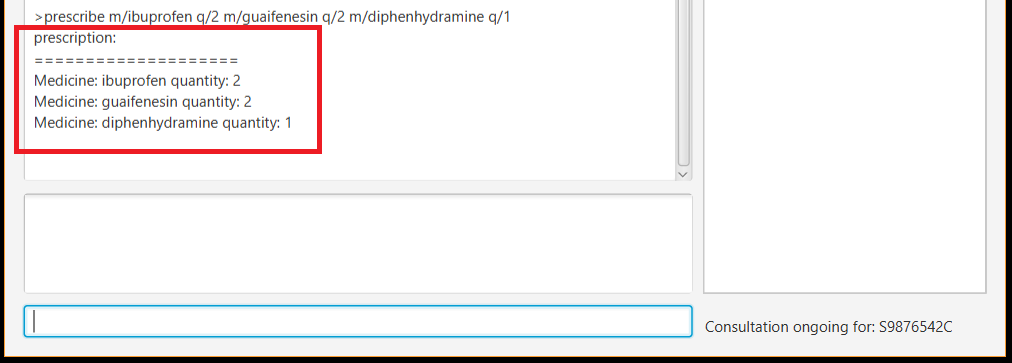 >prescribe m/ibuprofen q/2 m/guaifenesin q/2 m/diphenhydramine q/1
prescription:
====================
Medicine: ibuprofen quantity: 2
Medicine: guaifenesin quantity: 2
Medicine: diphenhydramine quantity: 1
Consultation ongoing for: S9876542C